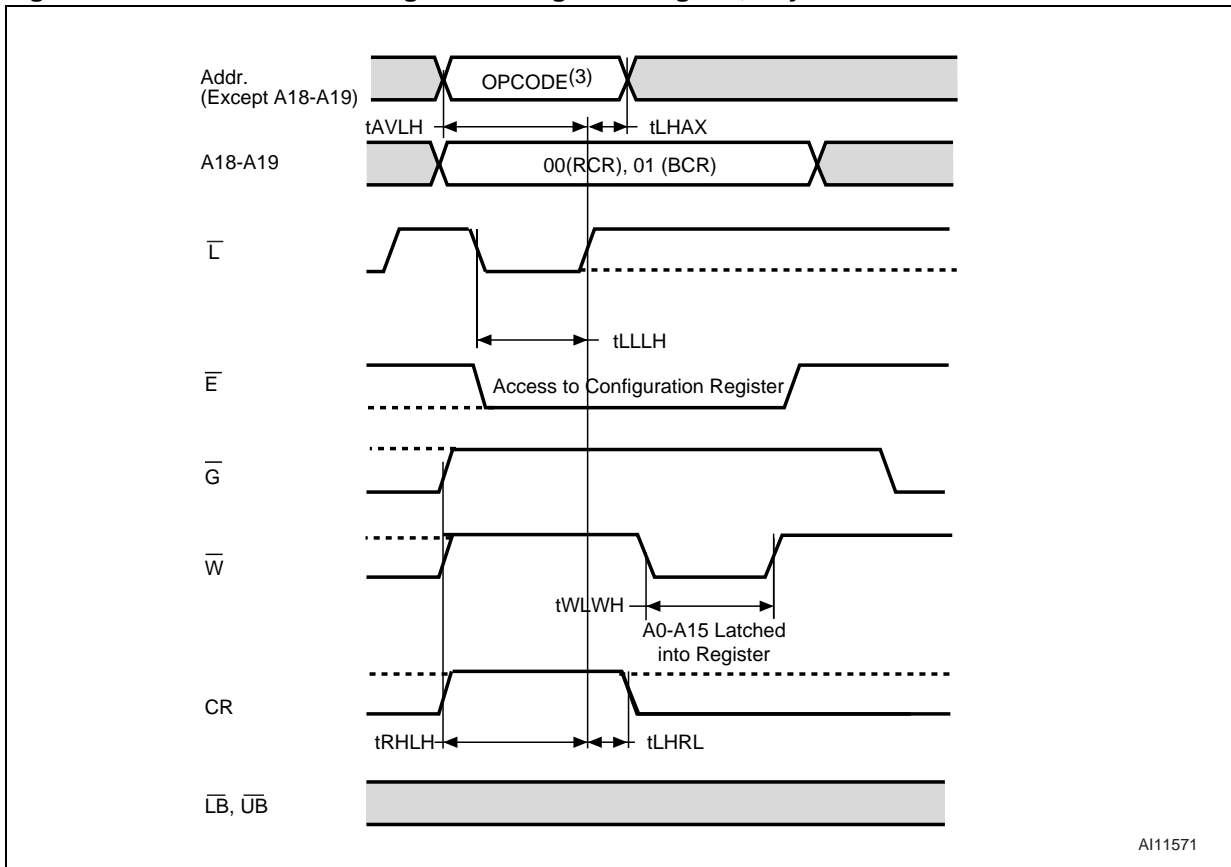 Addr.
(Except A18-A19)
OPCODE(3)
tAVLH
tLHAX
A18-A19
00(RCR), 01 (BCR)
L
tLLLH
E
Access to Configuration Register
G
W
tWLWH
A0-A15 Latched
into Register
CR
tRHLH
tLHRL
LB, UB
AI11571